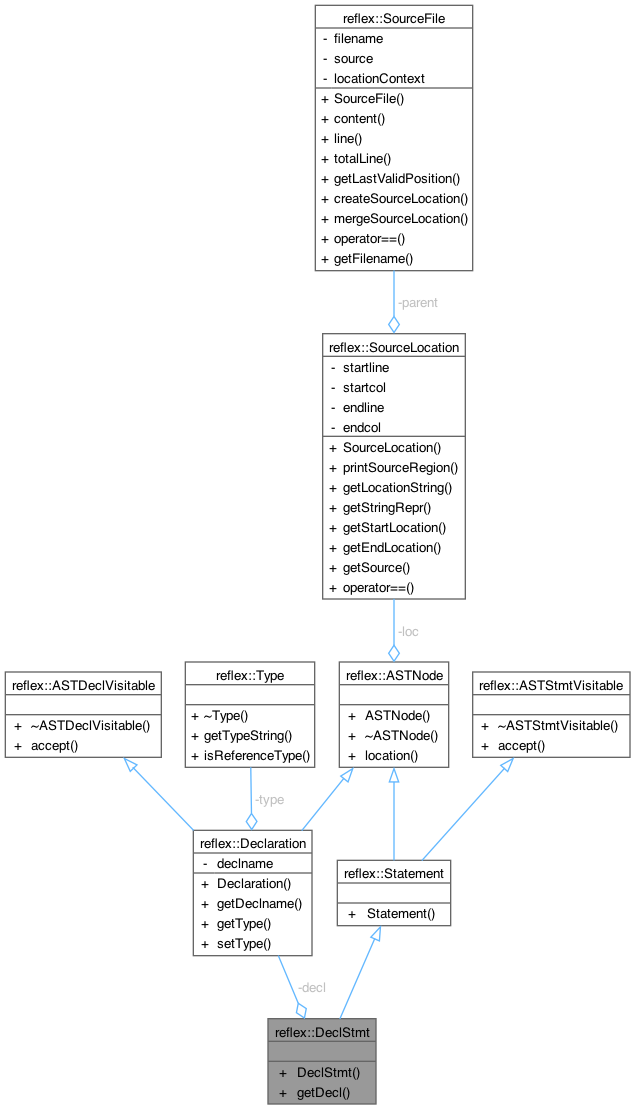 reflex::SourceFile
- filename
- source
- locationContext
+ SourceFile()
+ content()
+ line()
+ totalLine()
+ getLastValidPosition()
+ createSourceLocation()
+ mergeSourceLocation()
+ operator==()
+ getFilename()
-parent
reflex::SourceLocation
- startline
- startcol
- endline
- endcol
+ SourceLocation()
+ printSourceRegion()
+ getLocationString()
+ getStringRepr()
+ getStartLocation()
+ getEndLocation()
+ getSource()
+ operator==()
-loc
reflex::ASTDeclVisitable
+ ~ASTDeclVisitable()
+ accept()
reflex::Type
+ ~Type()
+ getTypeString()
+ isReferenceType()
reflex::ASTNode
+ ASTNode()
+ ~ASTNode()
+ location()
reflex::ASTStmtVisitable
+ ~ASTStmtVisitable()
+ accept()
-type
reflex::Declaration
- declname
+ Declaration()
+ getDeclname()
+ getType()
+ setType()
reflex::Statement
+ Statement()
-decl
reflex::DeclStmt
+ DeclStmt()
+ getDecl()